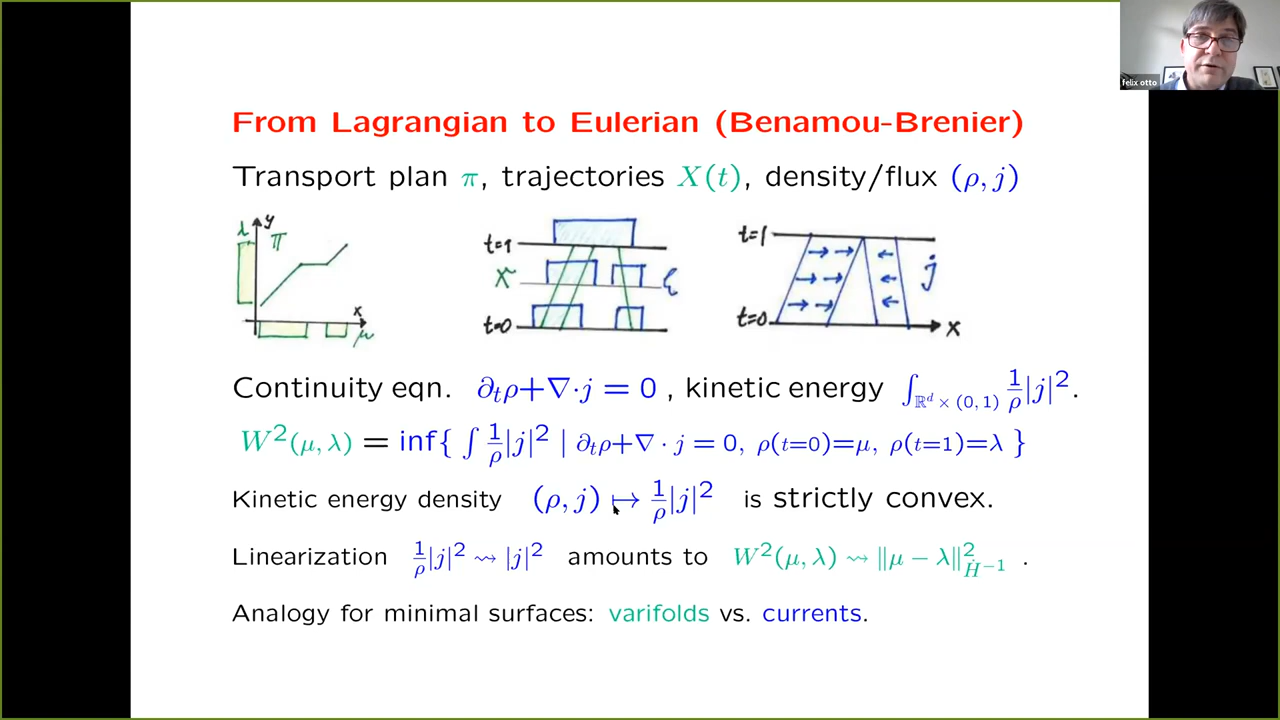 felix otto
From Lagrangian to Eulerian (Benamou-Brenier)
Transport plan π, trajectories X(t), density/flux (ρ, j)
λ y π x μ
t=1 X t=0
t=1 j t=0 x
Continuity eqn. ∂ₜρ+∇·j = 0 , kinetic energy ∫_{ℝᵈ×(0,1)} 1/ρ|j|².
W²(μ, λ) = inf{ ∫ 1/ρ|j|² | ∂ₜρ+∇ · j = 0, ρ(t=0)=μ, ρ(t=1)=λ }
Kinetic energy density (ρ, j) ↦ 1/ρ|j|² is strictly convex.
Linearization 1/ρ|j|² ⇝ |j|² amounts to W²(μ, λ) ⇝ ‖μ − λ‖²_{Ḣ⁻¹} .
Analogy for minimal surfaces: varifolds vs. currents.